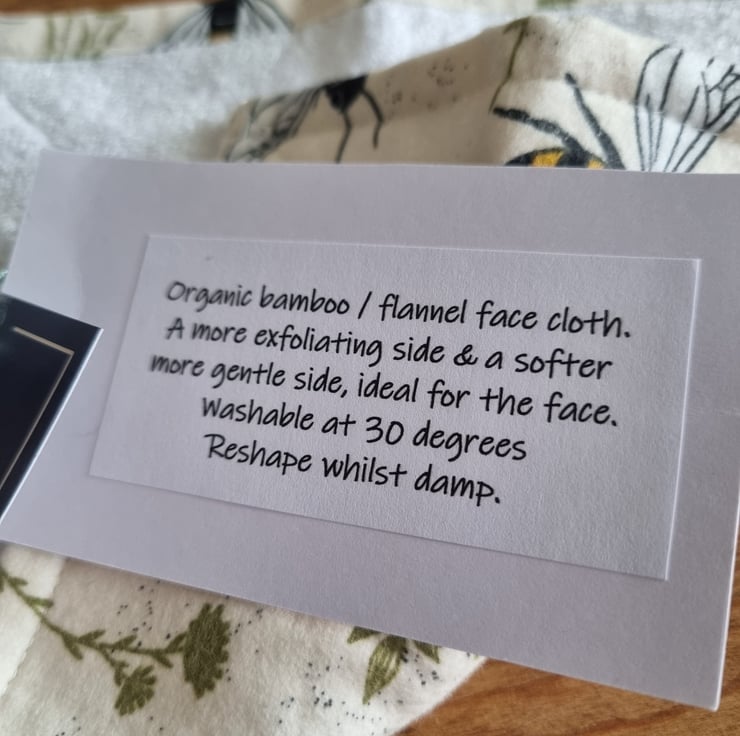 Organic bamboo / flannel face cloth.
A more exfoliating side & a softer
more gentle side, ideal for the face.
Washable at 30 degrees
Reshape whilst damp.